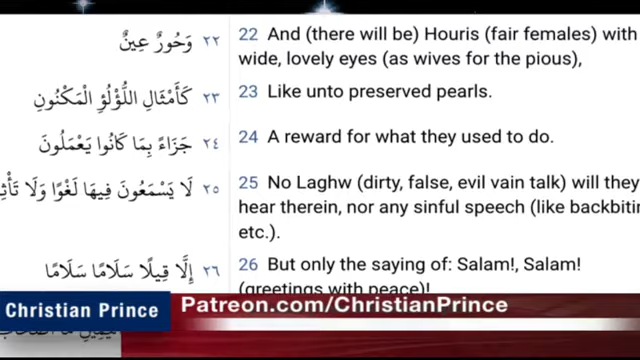 وَحُورٌ عِينٌ ٢٢
22 And (there will be) Houris (fair females) with
wide, lovely eyes (as wives for the pious),
كَأَمْثَالِ اللُّؤْلُؤِ الْمَكْنُونِ ٢٣
23 Like unto preserved pearls.
جَزَاءً بِمَا كَانُوا يَعْمَلُونَ ٢٤
24 A reward for what they used to do.
لَا يَسْمَعُونَ فِيهَا لَغْوًا وَلَا ٢٥
25 No Laghw (dirty, false, evil vain talk) will they
hear therein, nor any sinful speech (like backbiting
etc.).
إِلَّا قِيلًا سَلَامًا سَلَامًا ٢٦
26 But only the saying of: Salam!, Salam!
(greetings with peace)!
Christian Prince
Patreon.com/ChristianPrince